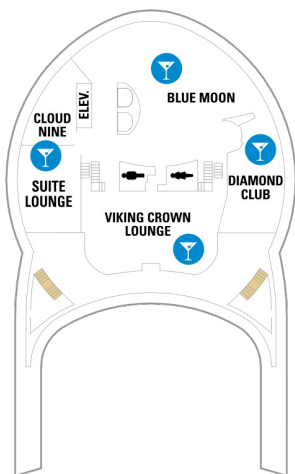 BLUE MOON
ELEV.
CLOUD
NINE
SUITE
LOUNGE
DIAMOND
CLUB
VIKING CROWN
LOUNGE